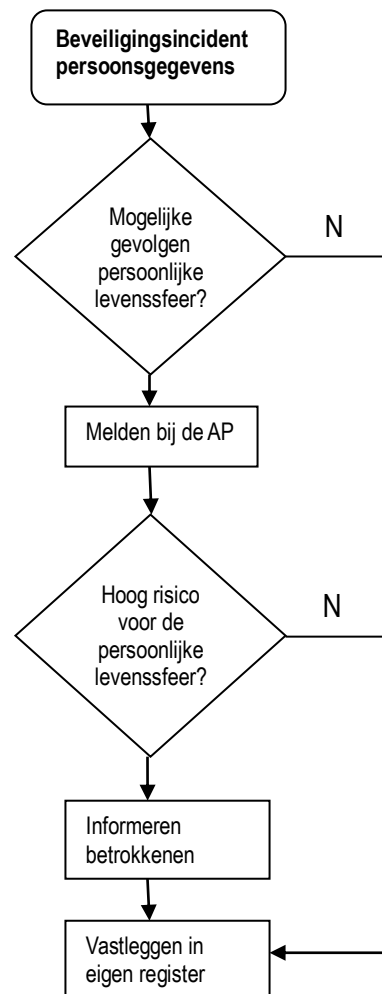 Beveiligingsincident
persoonsgegevens
Mogelijke
gevolgen
persoonlijke
levenssfeer?
N
Melden bij de AP
Hoog risico
voor de
persoonlijke
levenssfeer?
N
Informeren
betrokkenen
Vastleggen in
eigen register